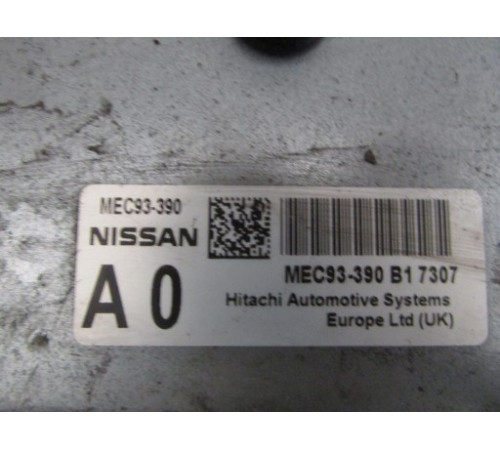 MEC93-390
NISSAN
A 0
MEC93-390 B1 7307
Hitachi Automotive Systems
Europe Ltd (UK)